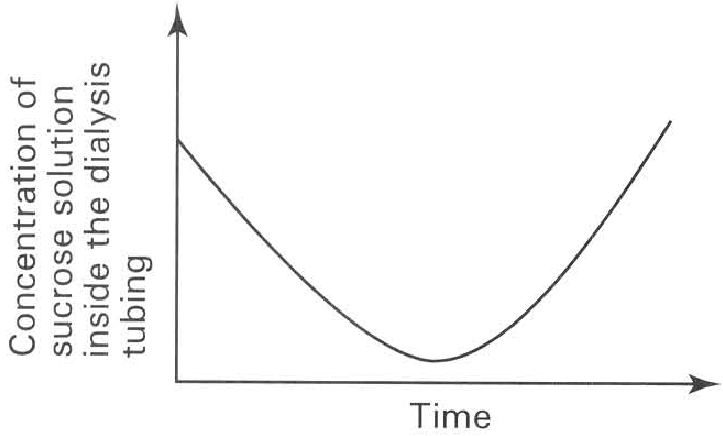 Concentration of
sucrose solution
inside the dialysis
tubing
Time